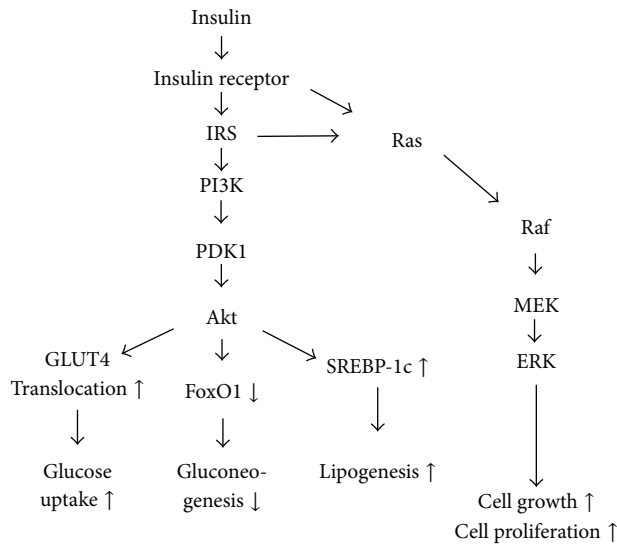 Insulin
Insulin receptor
IRS
Ras
PI3K
Raf
PDK1
MEK
Akt
GLUT4
Translocation ↑
FoxO1 ↓
SREBP-1c ↑
ERK
Glucose
uptake ↑
Gluconeo-
genesis ↓
Lipogenesis ↑
Cell growth ↑
Cell proliferation ↑